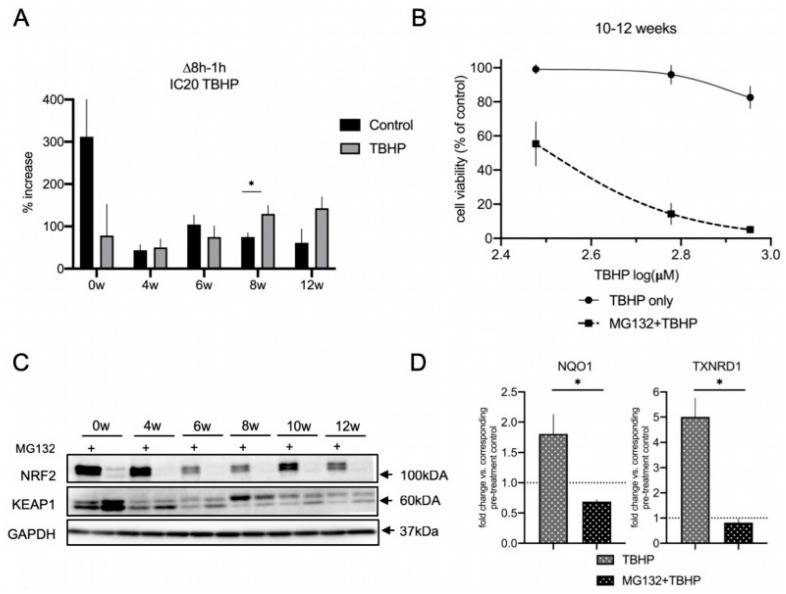 A
Δ8h-1h
IC20 TBHP
% increase
400
300
200
100
0
0w 4w 6w 8w 12w
*
Control
TBHP
B
10-12 weeks
cell viability (% of control)
100
80
60
40
20
0
2.4 2.6 2.8 3.0
TBHP log(μM)
TBHP only
MG132+TBHP
C
0w 4w 6w 8w 10w 12w
MG132 + + + + + +
NRF2 100kDA
KEAP1 60kDA
GAPDH 37kDa
D
NQO1
fold change vs. corresponding
pre-treatment control
2.5
2.0
1.5
1.0
0.5
0.0
*
TXNRD1
fold change vs. corresponding
pre-treatment control
6
5
4
3
2
1
0
*
TBHP
MG132+TBHP